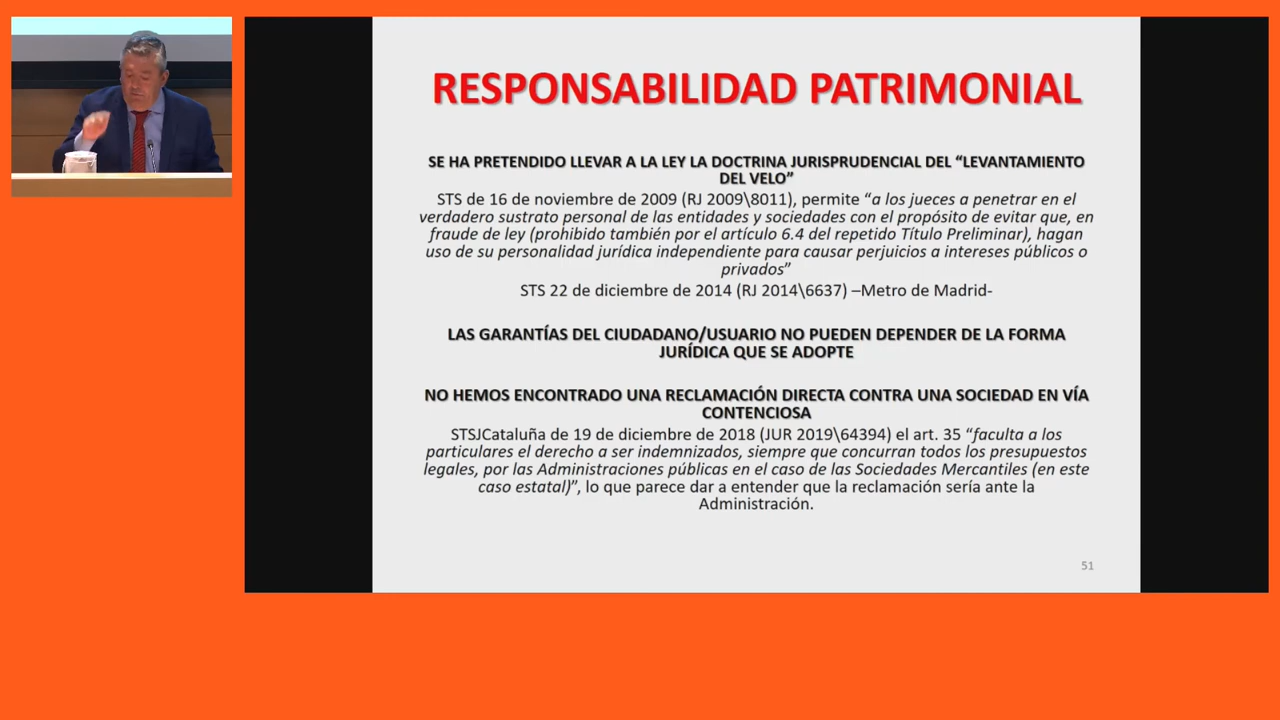 RESPONSABILIDAD PATRIMONIAL
SE HA PRETENDIDO LLEVAR A LA LEY LA DOCTRINA JURISPRUDENCIAL DEL “LEVANTAMIENTO
DEL VELO”
STS de 16 de noviembre de 2009 (RJ 2009\8011), permite “a los jueces a penetrar en el
verdadero sustrato personal de las entidades y sociedades con el propósito de evitar que, en
fraude de ley (prohibido también por el artículo 6.4 del repetido Título Preliminar), hagan
uso de su personalidad jurídica independiente para causar perjuicios a intereses públicos o
privados”
STS 22 de diciembre de 2014 (RJ 2014\6637) –Metro de Madrid-
LAS GARANTÍAS DEL CIUDADANO/USUARIO NO PUEDEN DEPENDER DE LA FORMA
JURÍDICA QUE SE ADOPTE
NO HEMOS ENCONTRADO UNA RECLAMACIÓN DIRECTA CONTRA UNA SOCIEDAD EN VÍA
CONTENCIOSA
STSJCataluña de 19 de diciembre de 2018 (JUR 2019\64394) el art. 35 “faculta a los
particulares el derecho a ser indemnizados, siempre que concurran todos los presupuestos
legales, por las Administraciones públicas en el caso de las Sociedades Mercantiles (en este
caso estatal)”, lo que parece dar a entender que la reclamación sería ante la
Administración.
51